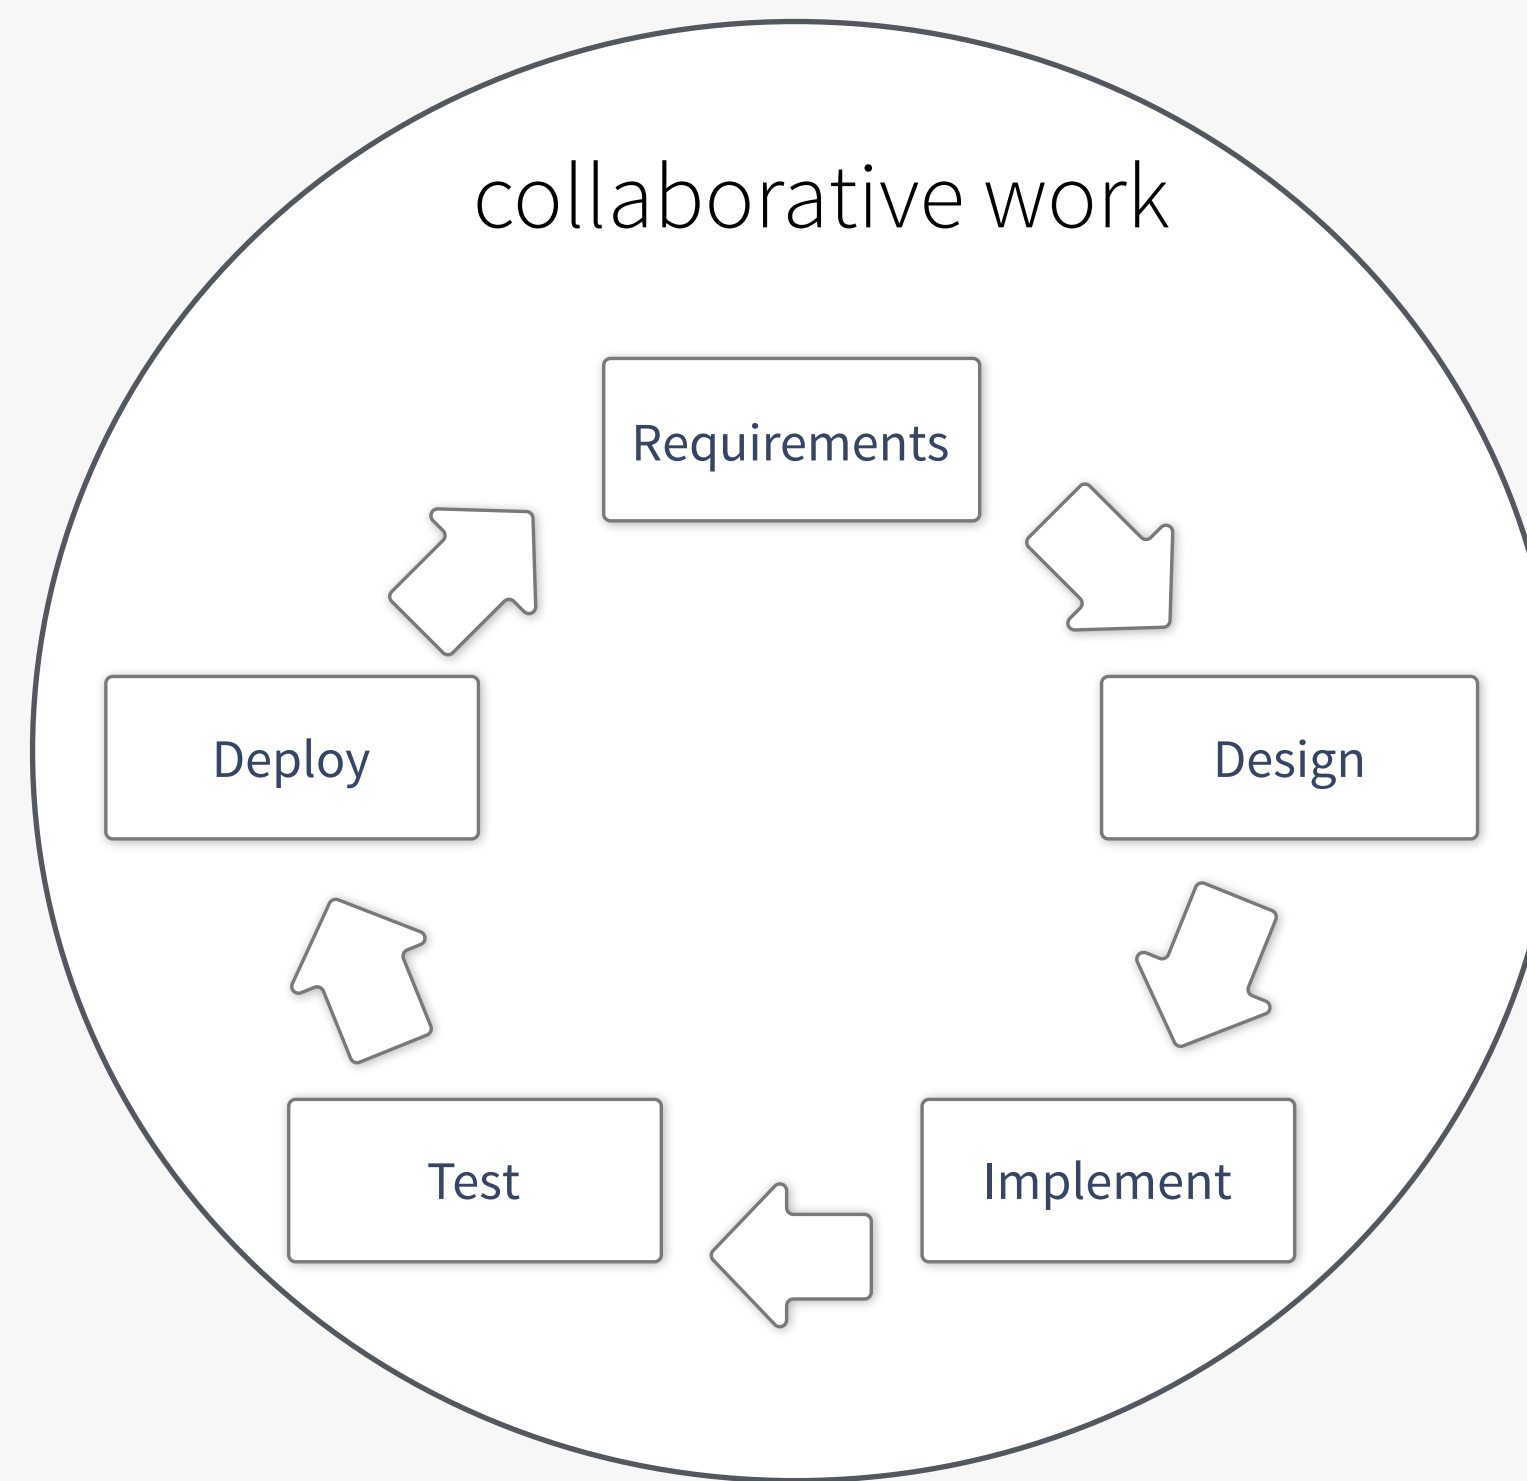 collaborative work
Requirements
Deploy
Design
Test
Implement